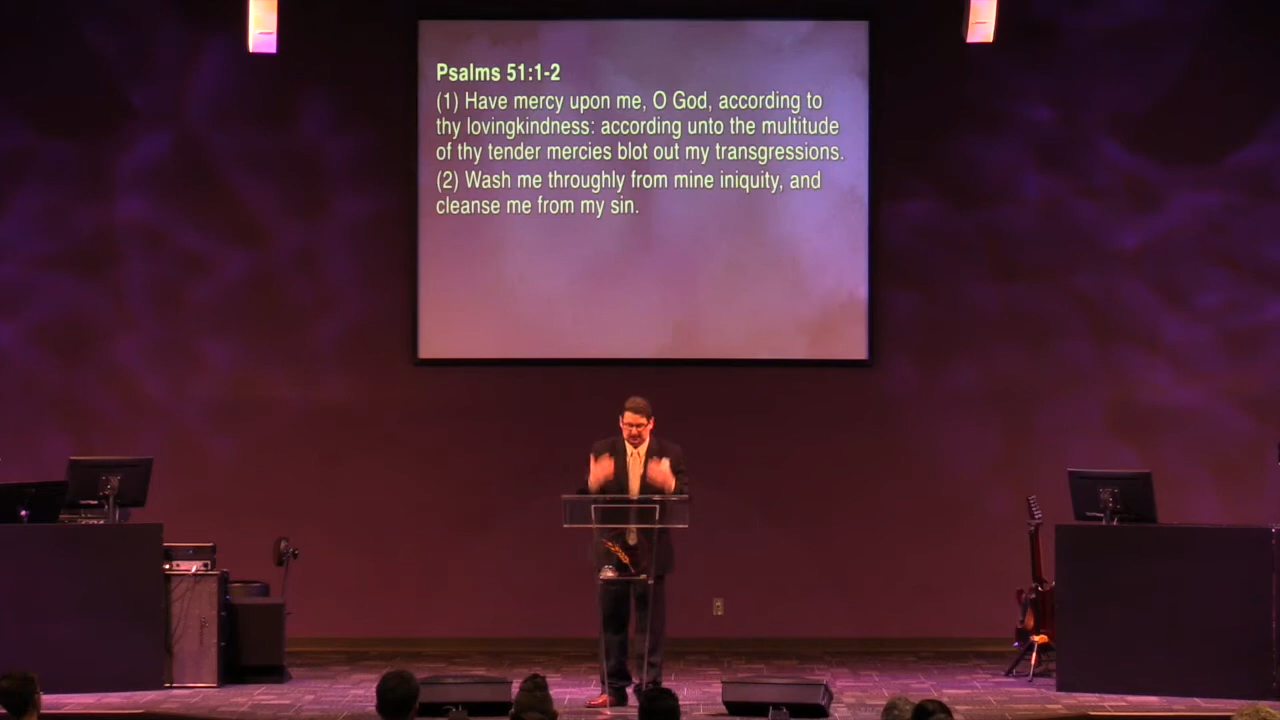 Psalms 51:1-2
(1) Have mercy upon me, O God, according to
thy lovingkindness: according unto the multitude
of thy tender mercies blot out my transgressions.
(2) Wash me throughly from mine iniquity, and
cleanse me from my sin.